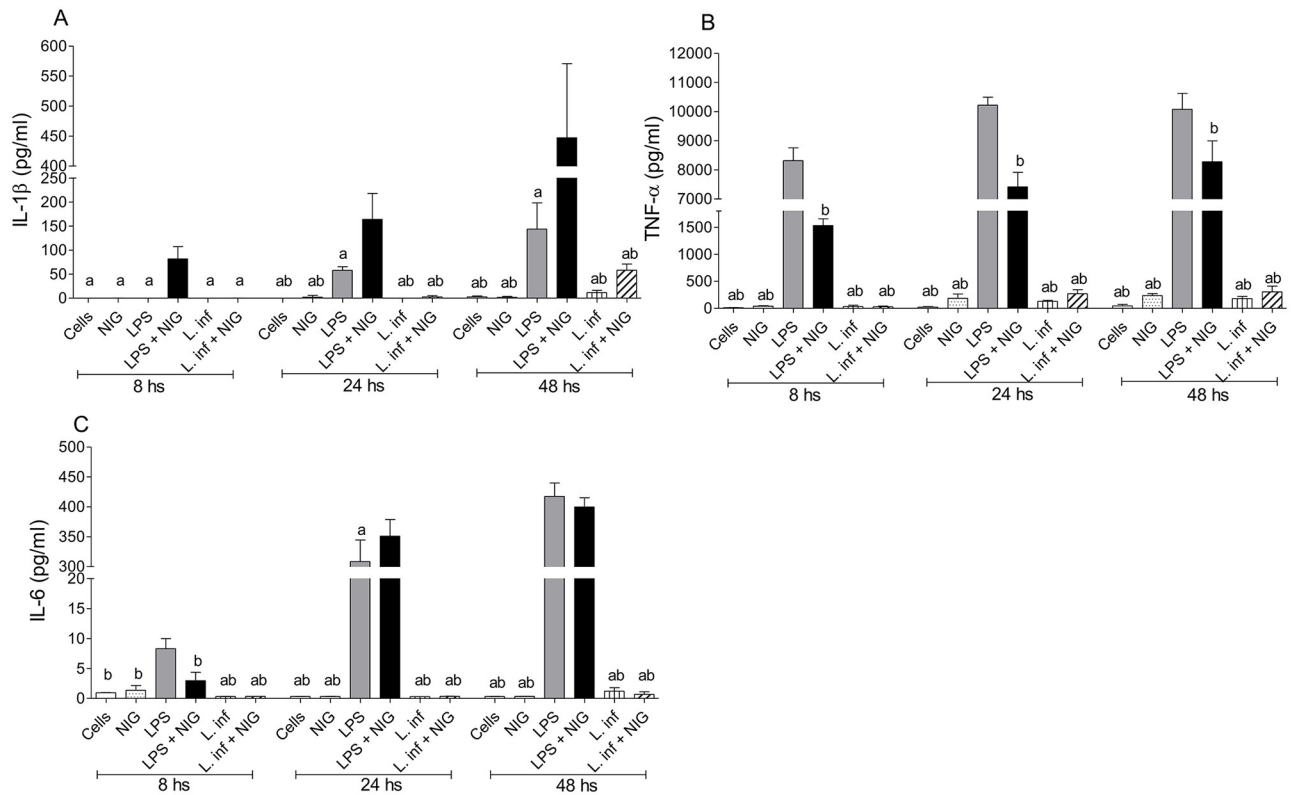 A
IL-1β (pg/ml)
600
550
500
450
400
250
200
150
100
50
0
a a a a a
ab ab a ab ab
ab ab a ab ab
Cells NIG LPS LPS + NIG L. inf L. inf + NIG
Cells NIG LPS LPS + NIG L. inf L. inf + NIG
Cells NIG LPS LPS + NIG L. inf L. inf + NIG
8 hs 24 hs 48 hs
B
TNF-α (pg/ml)
12000
11000
10000
9000
8000
7000
1500
1000
500
0
ab ab b ab ab
ab ab b ab ab
ab ab b ab ab
Cells NIG LPS LPS + NIG L. inf L. inf + NIG
Cells NIG LPS LPS + NIG L. inf L. inf + NIG
Cells NIG LPS LPS + NIG L. inf L. inf + NIG
8 hs 24 hs 48 hs
C
IL-6 (pg/ml)
500
450
400
350
300
20
15
10
5
0
b b b ab ab
ab ab a ab ab
ab ab ab ab
Cells NIG LPS LPS + NIG L. inf L. inf + NIG
Cells NIG LPS LPS + NIG L. inf L. inf + NIG
Cells NIG LPS LPS + NIG L. inf L. inf + NIG
8 hs 24 hs 48 hs